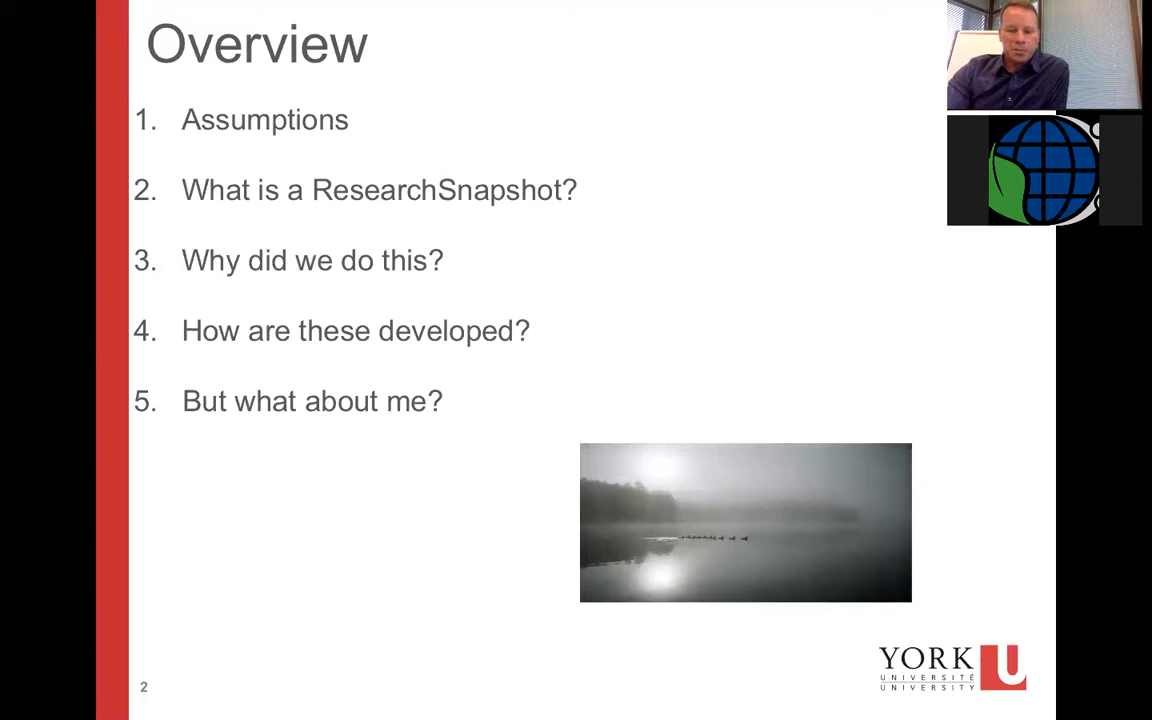 Overview
1. Assumptions
2. What is a ResearchSnapshot?
3. Why did we do this?
4. How are these developed?
5. But what about me?
YORK U
UNIVERSITÉ
UNIVERSITY
2